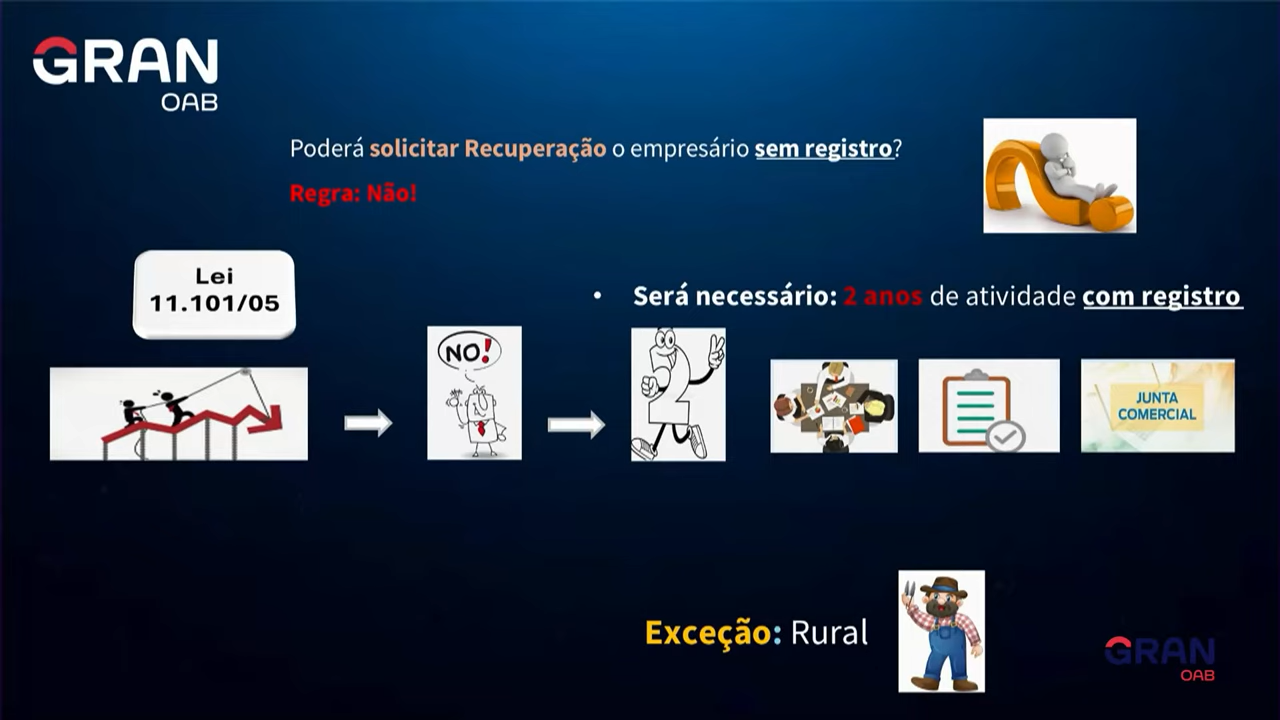 GRAN
OAB
Poderá solicitar Recuperação o empresário sem registro?
Regra: Não!
Lei
11.101/05
• Será necessário: 2 anos de atividade com registro
NO!
2
JUNTA
COMERCIAL
Exceção: Rural
GRAN
OAB